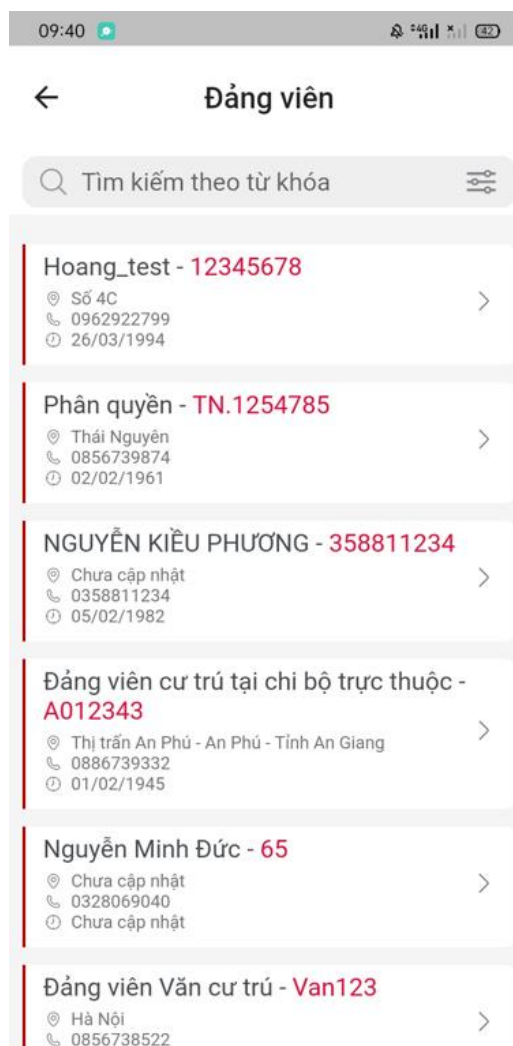 09:40
4G
42
Đảng viên
Tìm kiếm theo từ khóa
Hoang_test - 12345678
Số 4C
0962922799
26/03/1994
Phân quyền - TN.1254785
Thái Nguyên
0856739874
02/02/1961
NGUYỄN KIỀU PHƯƠNG - 358811234
Chưa cập nhật
0358811234
05/02/1982
Đảng viên cư trú tại chi bộ trực thuộc -
A012343
Thị trấn An Phú - An Phú - Tỉnh An Giang
0886739332
01/02/1945
Nguyễn Minh Đức - 65
Chưa cập nhật
0328069040
Chưa cập nhật
Đảng viên Văn cư trú - Van123
Hà Nội
0856738522